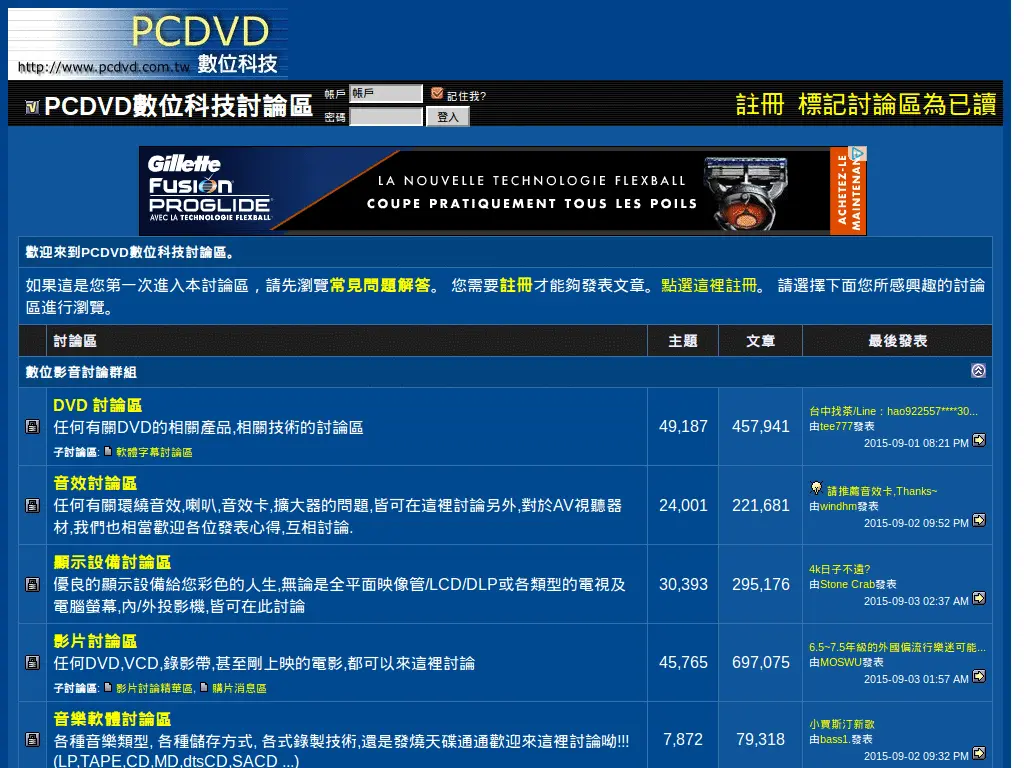 PCDVD
http://www.pcdvd.com.tw 數位科技
PCDVD數位科技討論區
帳戶 帳戶 記住我?
密碼 登入
註冊 標記討論區為已讀
Gillette
FUSION
PROGLIDE
AVEC LA TECHNOLOGIE FLEXBALL
LA NOUVELLE TECHNOLOGIE FLEXBALL
COUPE PRATIQUEMENT TOUS LES POILS
ACHETEZ-LE
MAINTENANT
歡迎來到PCDVD數位科技討論區。
如果這是您第一次進入本討論區，請先瀏覽常見問題解答。 您需要註冊才能夠發表文章。點選這裡註冊。 請選擇下面您所感興趣的討論
區進行瀏覽。
討論區 主題 文章 最後發表
數位影音討論群組
DVD 討論區
任何有關DVD的相關產品,相關技術的討論區
子討論區: 軟體字幕討論區
49,187 457,941
台中找茶/Line：hao922557****30...
由tee777發表
2015-09-01 08:21 PM
音效討論區
任何有關環繞音效,喇叭,音效卡,擴大器的問題,皆可在這裡討論另外,對於AV視聽器
材,我們也相當歡迎各位發表心得,互相討論.
24,001 221,681
請推薦音效卡,Thanks~
由windhm發表
2015-09-02 09:52 PM
顯示設備討論區
優良的顯示設備給您彩色的人生,無論是全平面映像管/LCD/DLP或各類型的電視及
電腦螢幕,內/外投影機,皆可在此討論
30,393 295,176
4k日子不遠?
由Stone Crab發表
2015-09-03 02:37 AM
影片討論區
任何DVD,VCD,錄影帶,甚至剛上映的電影,都可以來這裡討論
子討論區: 影片討論精華區, 購片消息區
45,765 697,075
6.5~7.5年級的外國偏流行樂迷可能...
由MOSWU發表
2015-09-03 01:57 AM
音樂軟體討論區
各種音樂類型, 各種儲存方式, 各式錄製技術,還是發燒天碟通通歡迎來這裡討論呦!!!
(LP,TAPE,CD,MD,dtsCD,SACD ...)
7,872 79,318
小賈斯汀新歌
由bass1.發表
2015-09-02 09:32 PM